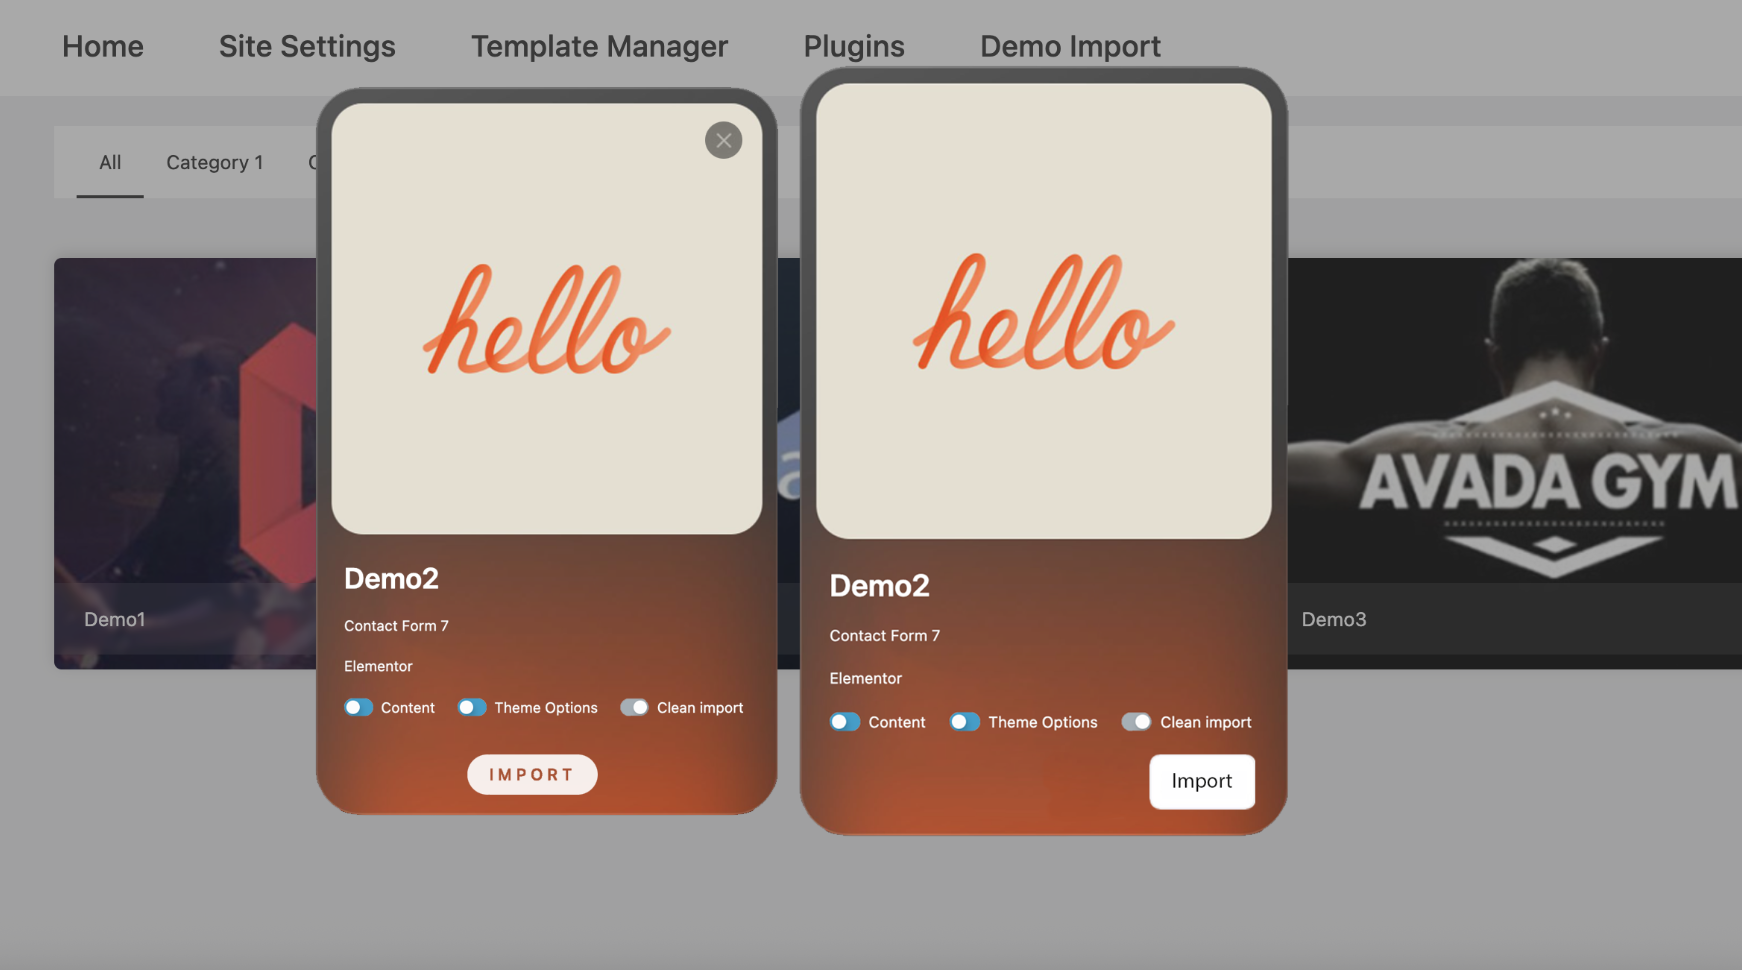 Home Site Settings Template Manager Plugins Demo Import
All Category 1
hello
Demo2
Contact Form 7
Elementor
Content Theme Options Clean import
IMPORT
hello
Demo2
Contact Form 7
Elementor
Content Theme Options Clean import
Import
Demo1
AVADA GYM
Demo3